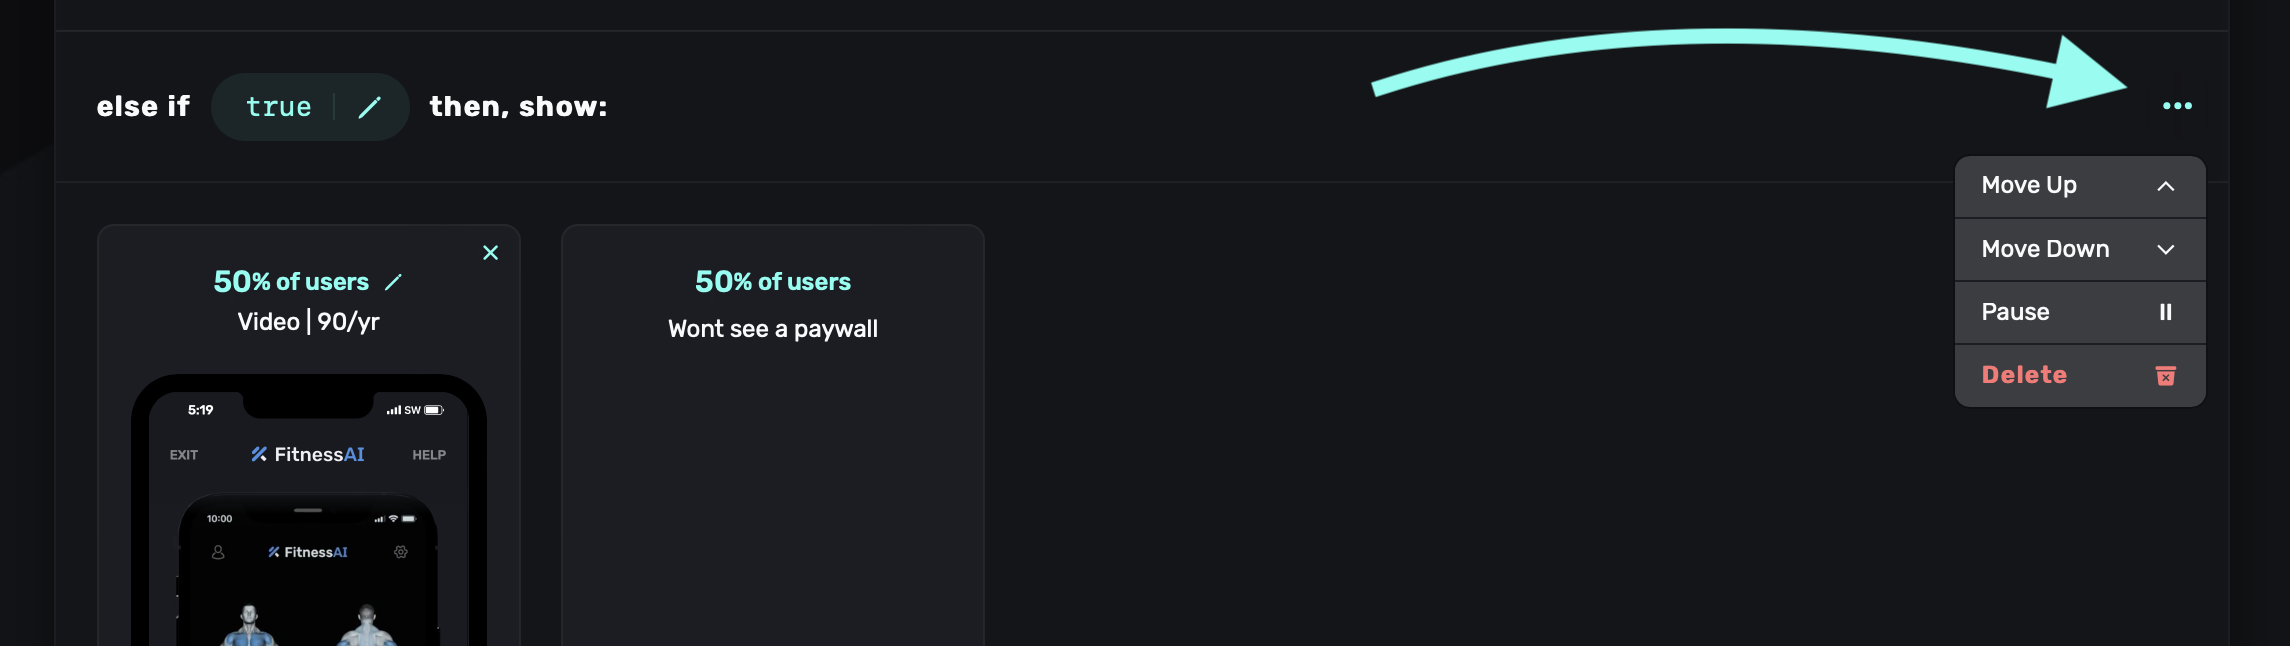 else if true then, show:
Move Up
Move Down
Pause
Delete
50% of users
Video | 90/yr
5:19
SW
EXIT
FitnessAI
HELP
10:00
FitnessAI
50% of users
Wont see a paywall